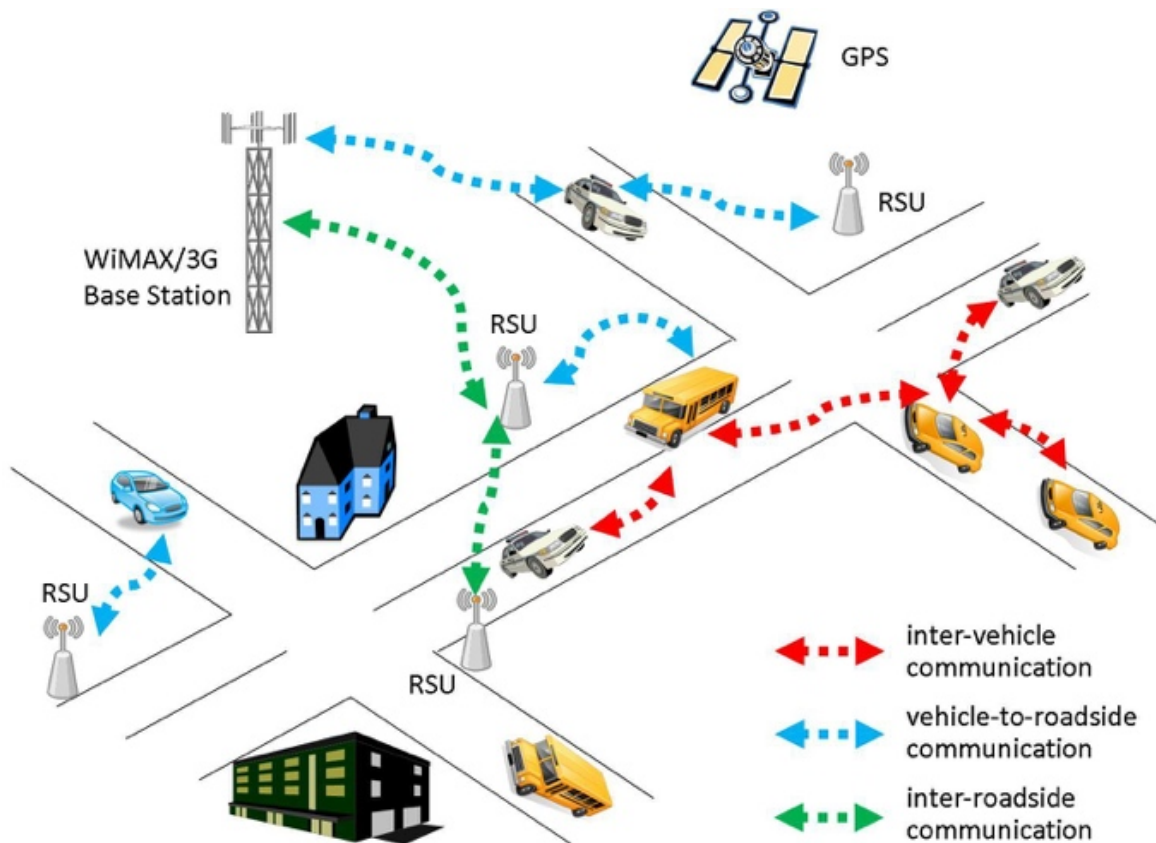 GPS
RSU
WiMAX/3G
Base Station
RSU
RSU
RSU
inter-vehicle
communication
vehicle-to-roadside
communication
inter-roadside
communication